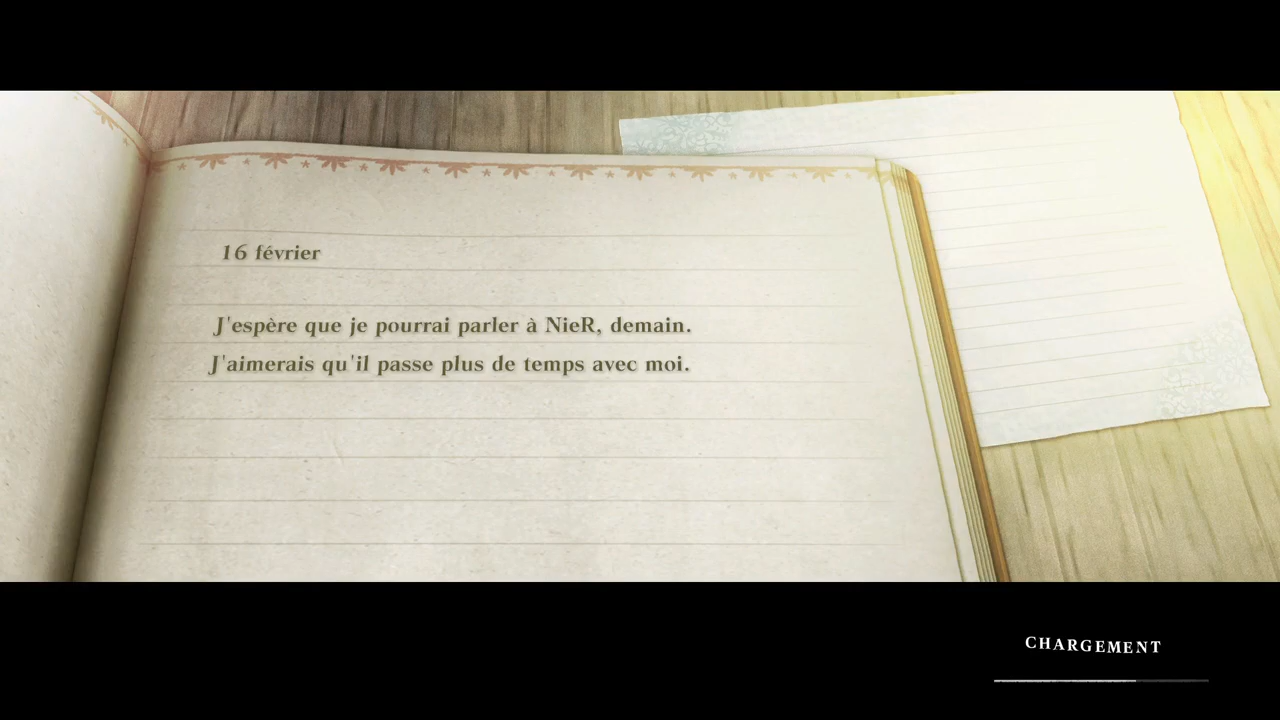 16 février
J'espère que je pourrai parler à NieR, demain.
J'aimerais qu'il passe plus de temps avec moi.
CHARGEMENT